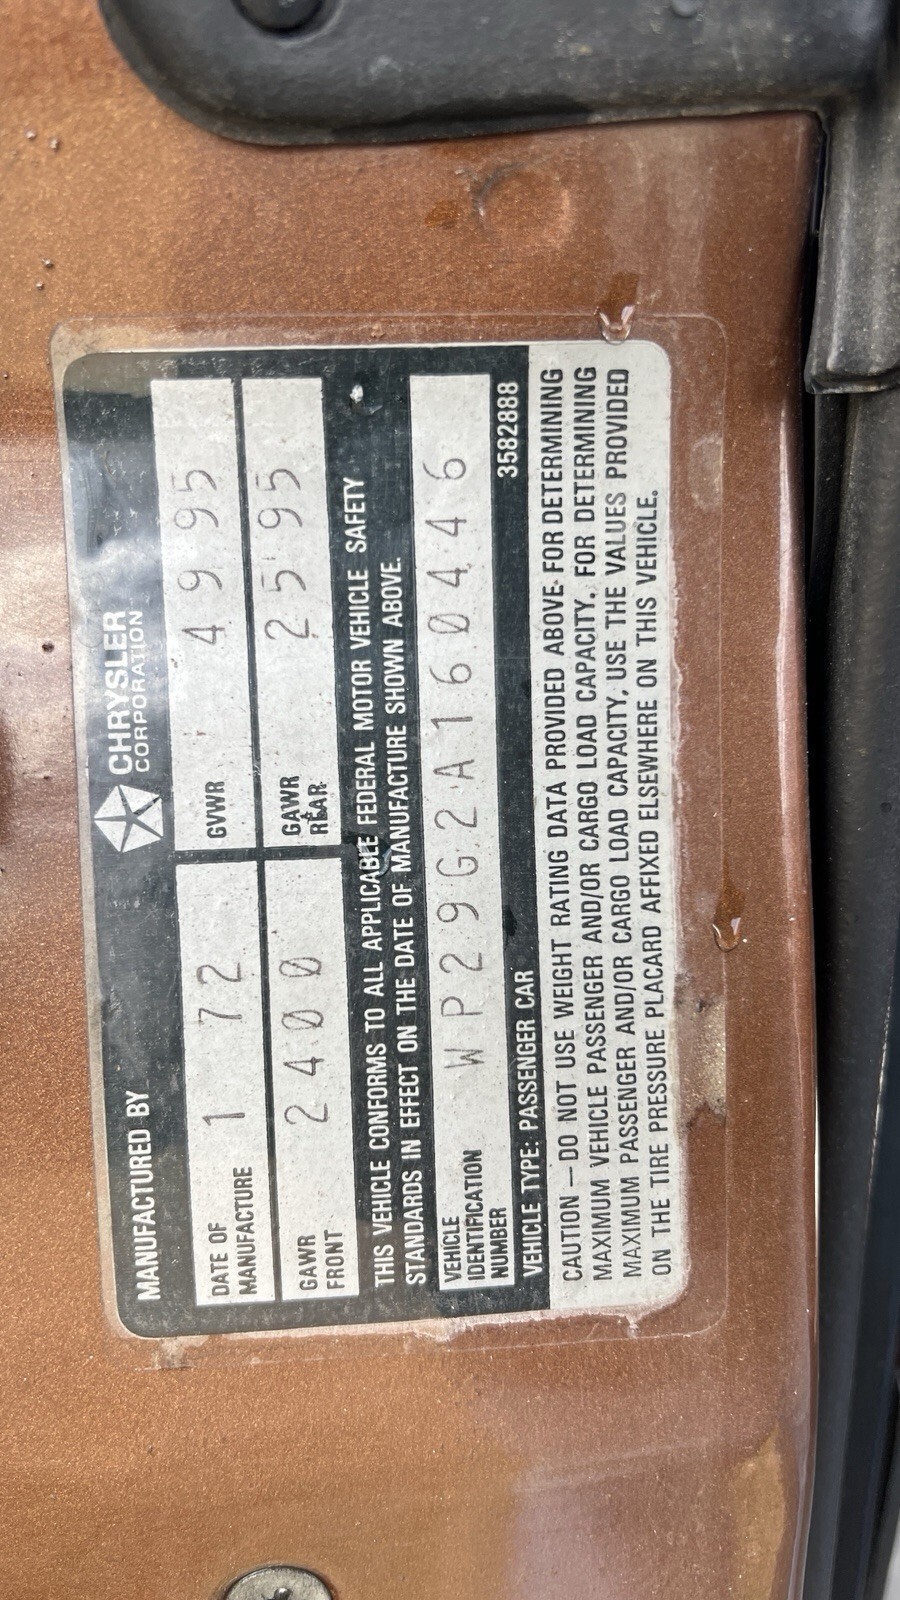 MANUFACTURED BY CHRYSLER
CORPORATION
DATE OF
MANUFACTURE 1 72 GVWR 4995
GAWR
FRONT 2400 GAWR
REAR 2595
THIS VEHICLE CONFORMS TO ALL APPLICABLE FEDERAL MOTOR VEHICLE SAFETY
STANDARDS IN EFFECT ON THE DATE OF MANUFACTURE SHOWN ABOVE.
VEHICLE
IDENTIFICATION
NUMBER WP29G2A160446
VEHICLE TYPE: PASSENGER CAR 3582888
CAUTION — DO NOT USE WEIGHT RATING DATA PROVIDED ABOVE FOR DETERMINING
MAXIMUM VEHICLE PASSENGER AND/OR CARGO LOAD CAPACITY. FOR DETERMINING
MAXIMUM PASSENGER AND/OR CARGO LOAD CAPACITY, USE THE VALUES PROVIDED
ON THE TIRE PRESSURE PLACARD AFFIXED ELSEWHERE ON THIS VEHICLE.